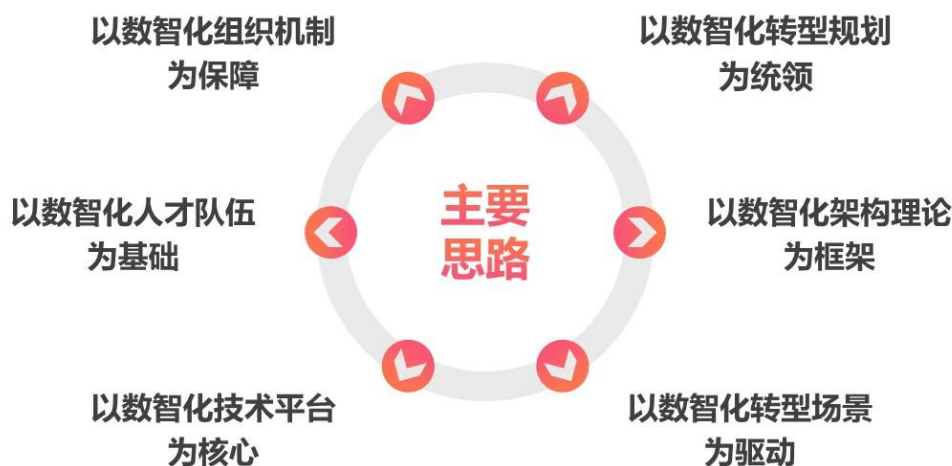 以数智化组织机制
为保障
以数智化转型规划
为统领
以数智化人才队伍
为基础
主要
思路
以数智化架构理论
为框架
以数智化技术平台
为核心
以数智化转型场景
为驱动